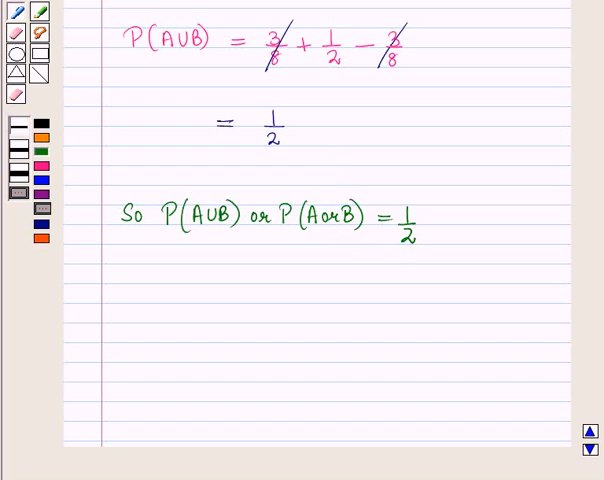 P(A∪B) = 3/8 + 1/2 − 3/8
= 1/2
So P(A∪B) or P(A or B) = 1/2